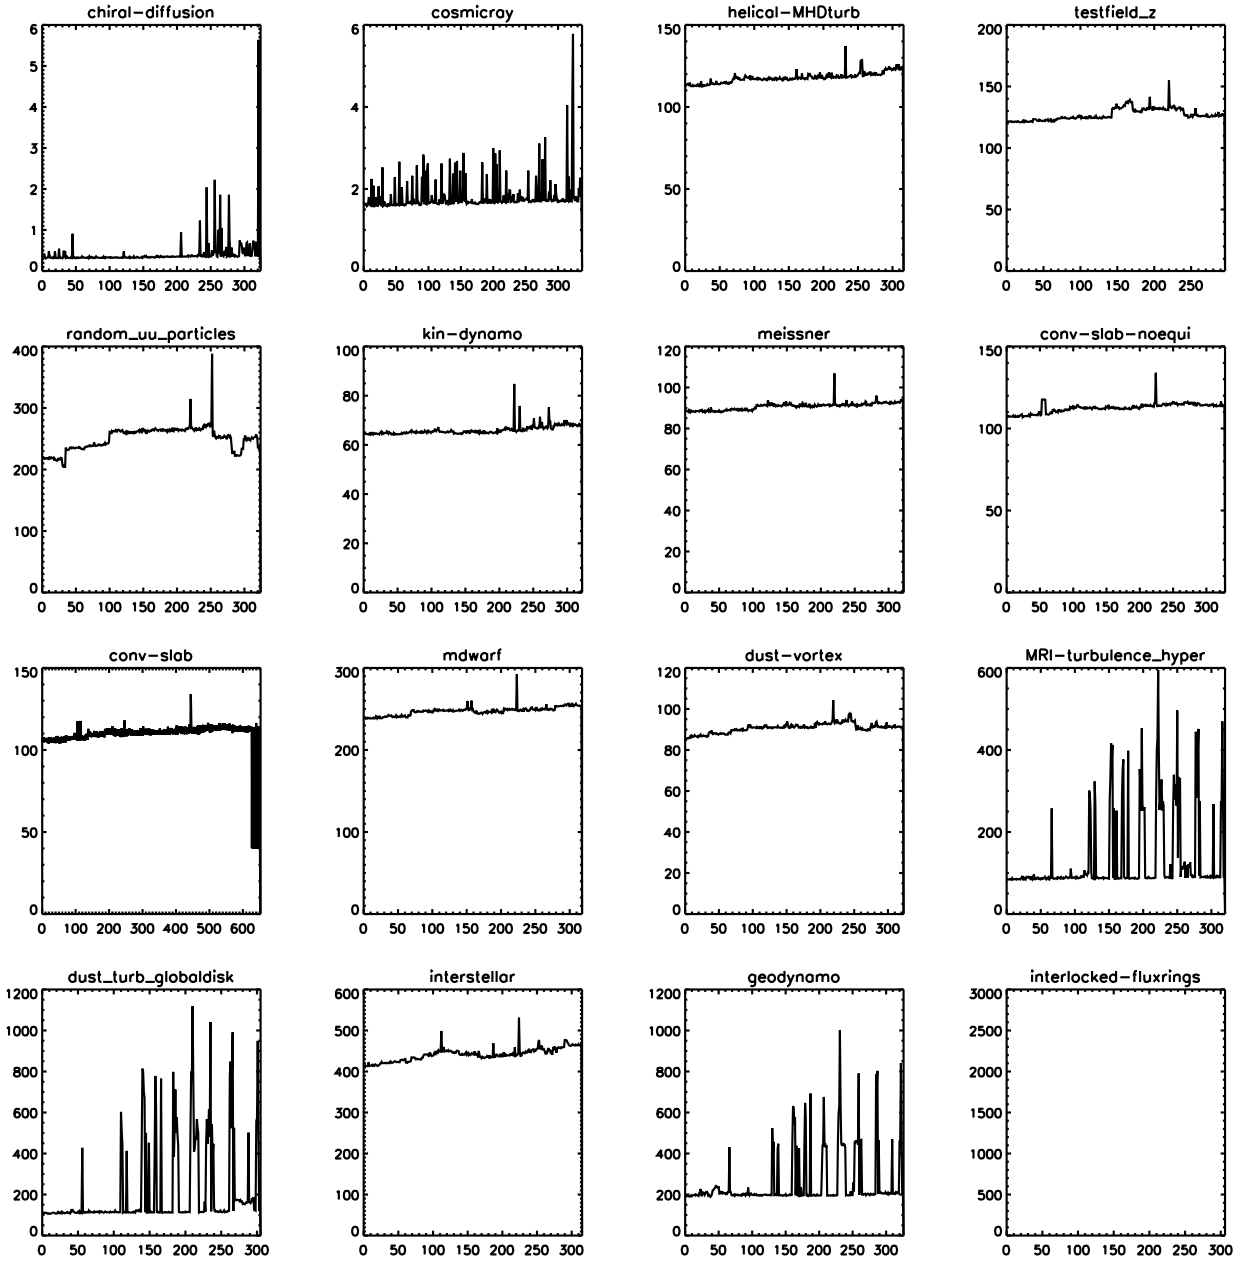 chiral-diffusion
cosmicray
helical-MHDturb
testfield_z
6
5
4
3
2
1
0
0 50 100 150 200 250 300
6
4
2
0
0 50 100 150 200 250 300
150
100
50
0
0 50 100 150 200 250 300
200
150
100
50
0
0 50 100 150 200 250
random_uu_particles
kin-dynamo
meissner
conv-slab-noequi
400
300
200
100
0
0 50 100 150 200 250 300
100
80
60
40
20
0
0 50 100 150 200 250 300
120
100
80
60
40
20
0
0 50 100 150 200 250 300
150
100
50
0
0 50 100 150 200 250 300
conv-slab
mdwarf
dust-vortex
MRI-turbulence_hyper
150
100
50
0
0 100 200 300 400 500 600
300
200
100
0
0 50 100 150 200 250 300
120
100
80
60
40
20
0
0 50 100 150 200 250 300
600
400
200
0
0 50 100 150 200 250 300
dust_turb_globaldisk
interstellar
geodynamo
interlocked-fluxrings
1200
1000
800
600
400
200
0
0 50 100 150 200 250 300
600
500
400
300
200
100
0
0 50 100 150 200 250 300
1200
1000
800
600
400
200
0
0 50 100 150 200 250 300
3000
2500
2000
1500
1000
500
0
0 50 100 150 200 250 300